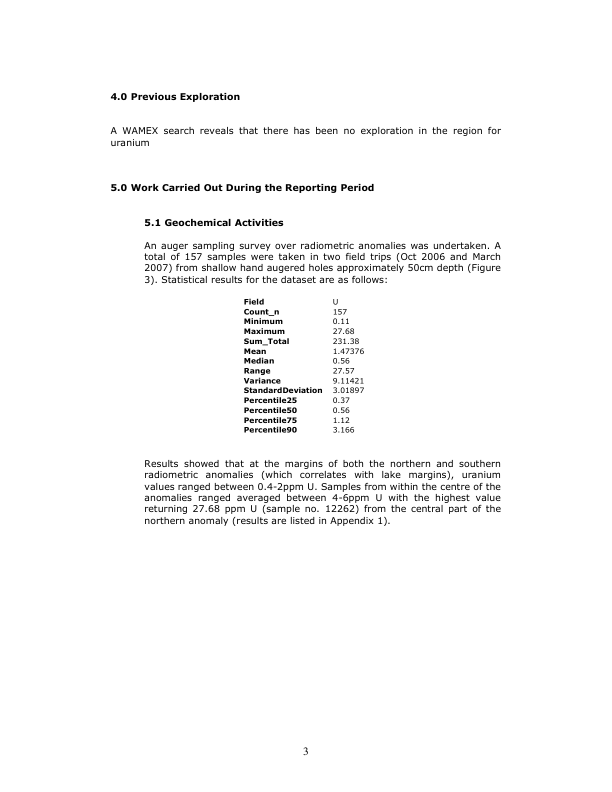 4.0 Previous Exploration
A WAMEX search reveals that there has been no exploration in the region for
uranium
5.0 Work Carried Out During the Reporting Period
5.1 Geochemical Activities
An auger sampling survey over radiometric anomalies was undertaken. A
total of 157 samples were taken in two field trips (Oct 2006 and March
2007) from shallow hand augered holes approximately 50cm depth (Figure
3). Statistical results for the dataset are as follows:
Field U
Count_n 157
Minimum 0.11
Maximum 27.68
Sum_Total 231.38
Mean 1.47376
Median 0.56
Range 27.57
Variance 9.11421
StandardDeviation 3.01897
Percentile25 0.37
Percentile50 0.56
Percentile75 1.12
Percentile90 3.166
Results showed that at the margins of both the northern and southern
radiometric anomalies (which correlates with lake margins), uranium
values ranged between 0.4-2ppm U. Samples from within the centre of the
anomalies ranged averaged between 4-6ppm U with the highest value
returning 27.68 ppm U (sample no. 12262) from the central part of the
northern anomaly (results are listed in Appendix 1).
3